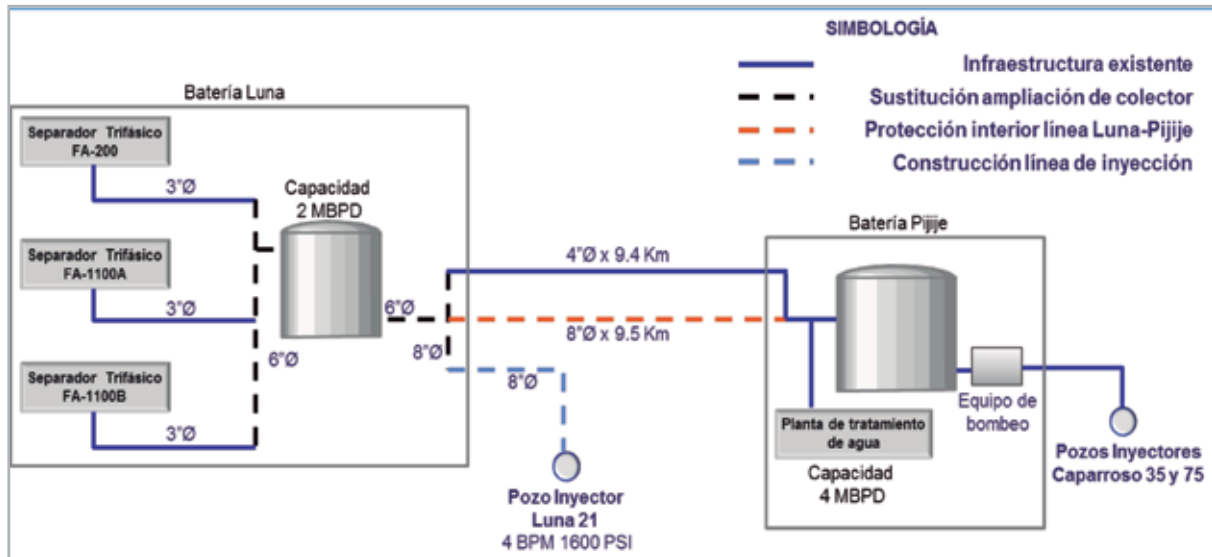 SIMBOLOGÍA
Infraestructura existente
Sustitución ampliación de colector
Protección interior línea Luna-Pijije
Construcción línea de inyección
Batería Luna
Separador Trifásico
FA-200
3"Ø
Capacidad
2 MBPD
Separador Trifásico
FA-1100A
3"Ø
6"Ø
Separador Trifásico
FA-1100B
3"Ø
6"Ø
8"Ø
4"Ø x 9.4 Km
8"Ø x 9.5 Km
8"Ø
Pozo Inyector
Luna 21
4 BPM 1600 PSI
Batería Pijije
Planta de tratamiento
de agua
Capacidad
4 MBPD
Equipo de
bombeo
Pozos Inyectores
Caparroso 35 y 75